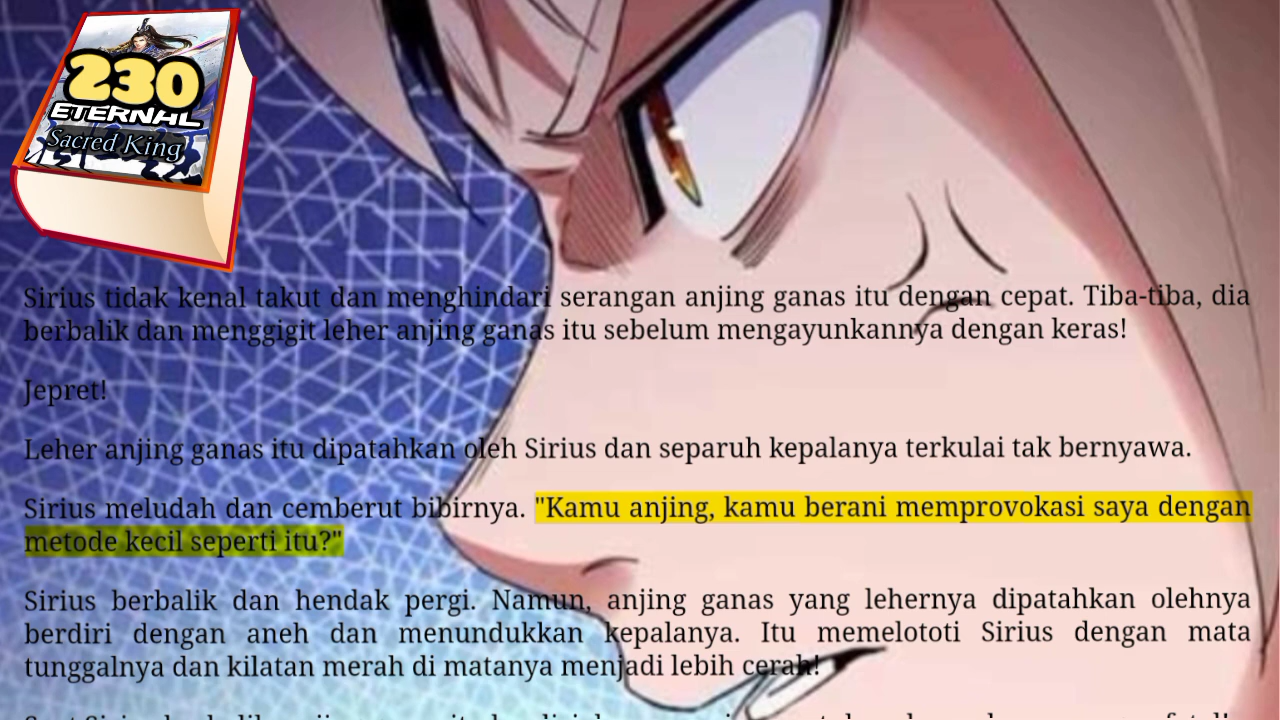 230
ETERNAL
Sacred King
Sirius tidak kenal takut dan menghindari serangan anjing ganas itu dengan cepat. Tiba-tiba, dia
berbalik dan menggigit leher anjing ganas itu sebelum mengayunkannya dengan keras!
Jepret!
Leher anjing ganas itu dipatahkan oleh Sirius dan separuh kepalanya terkulai tak bernyawa.
Sirius meludah dan cemberut bibirnya. "Kamu anjing, kamu berani memprovokasi saya dengan
metode kecil seperti itu?"
Sirius berbalik dan hendak pergi. Namun, anjing ganas yang lehernya dipatahkan olehnya
berdiri dengan aneh dan menundukkan kepalanya. Itu memelototi Sirius dengan mata
tunggalnya dan kilatan merah di matanya menjadi lebih cerah!